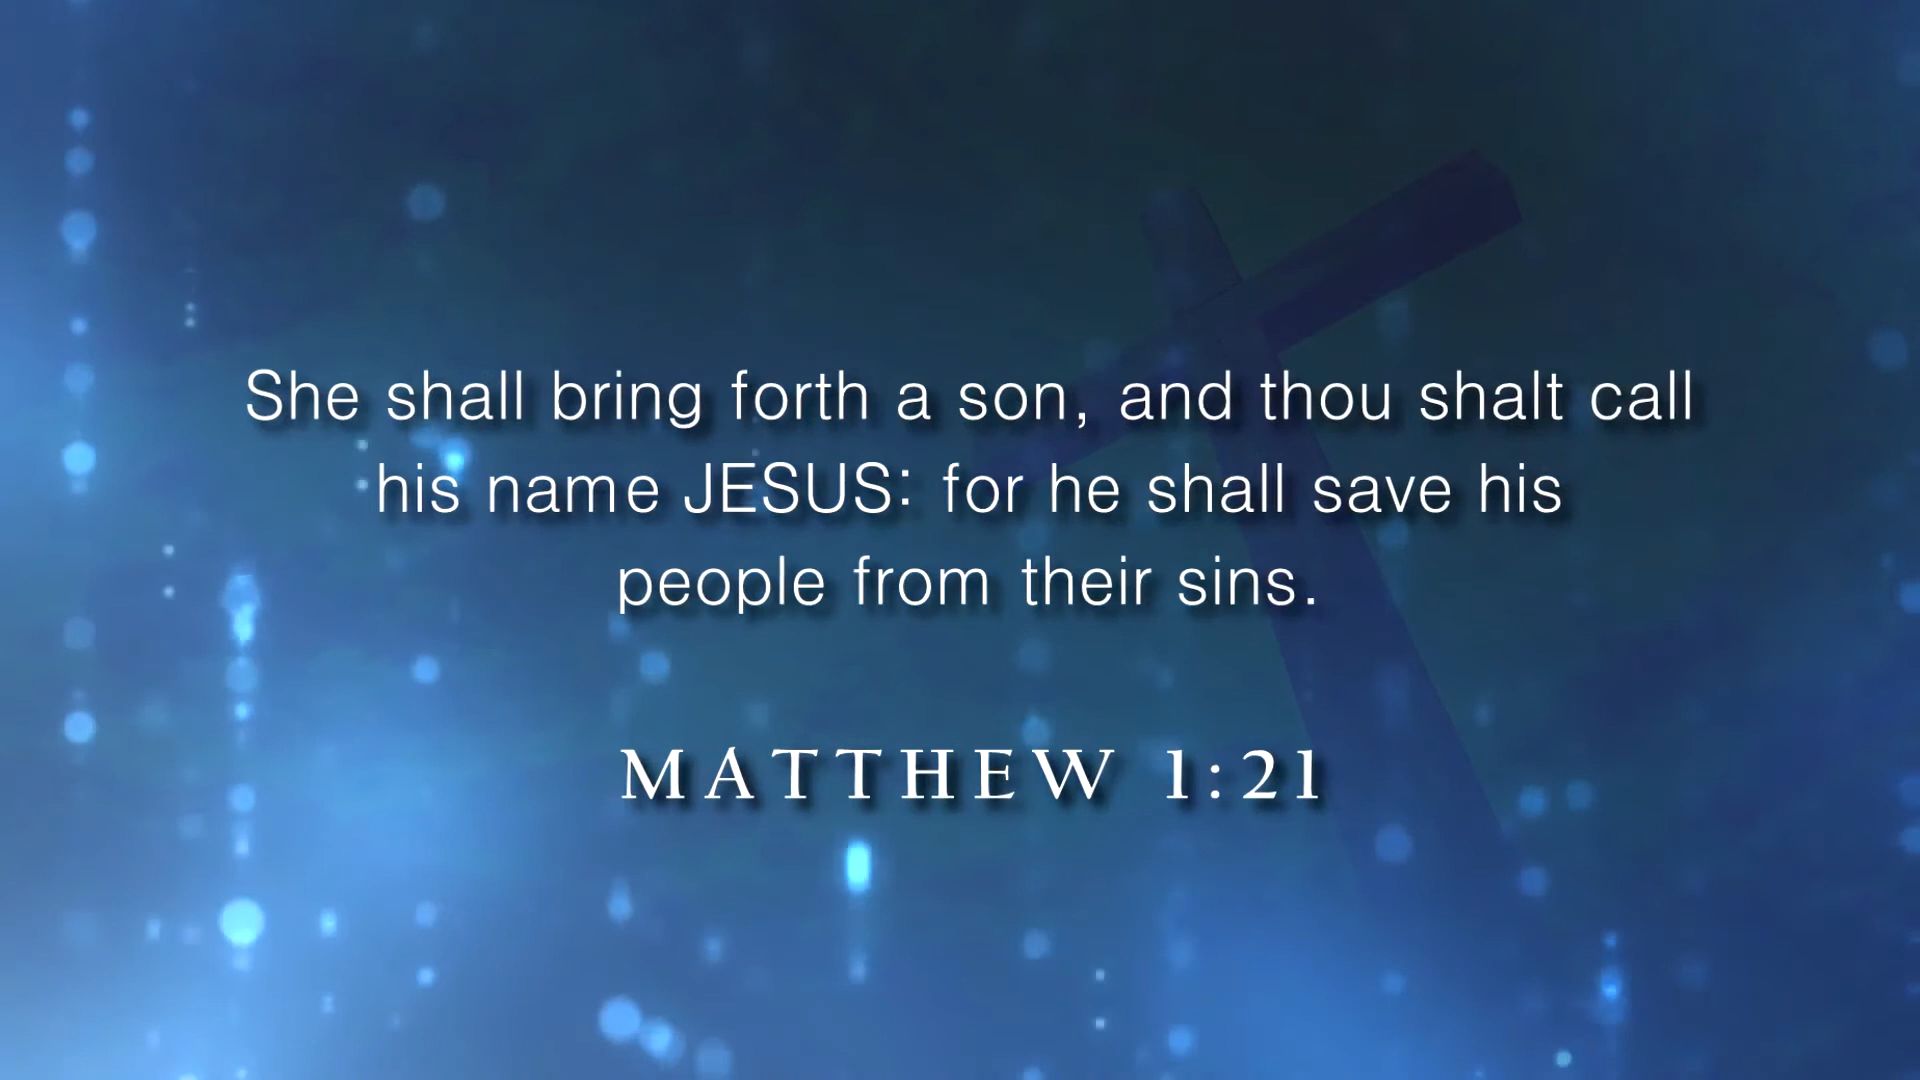 She shall bring forth a son, and thou shalt call
his name JESUS: for he shall save his
people from their sins.
MATTHEW 1:21